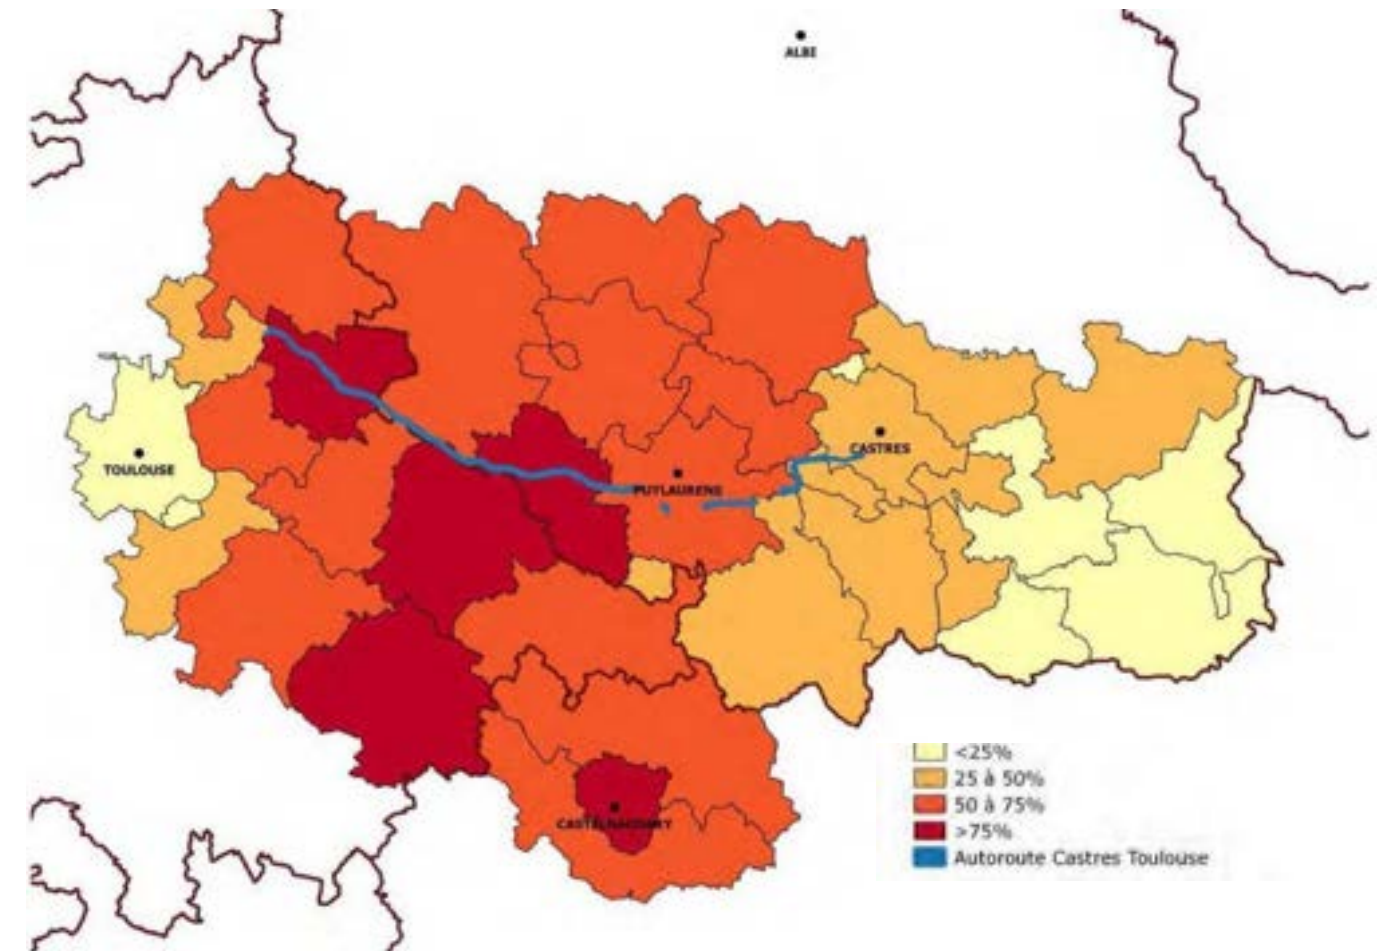 ALBI
CASTRES
TOULOUSE
PUYLAURENS
CASTELNAUDARY
<25%
25 à 50%
50 à 75%
>75%
Autoroute Castres Toulouse